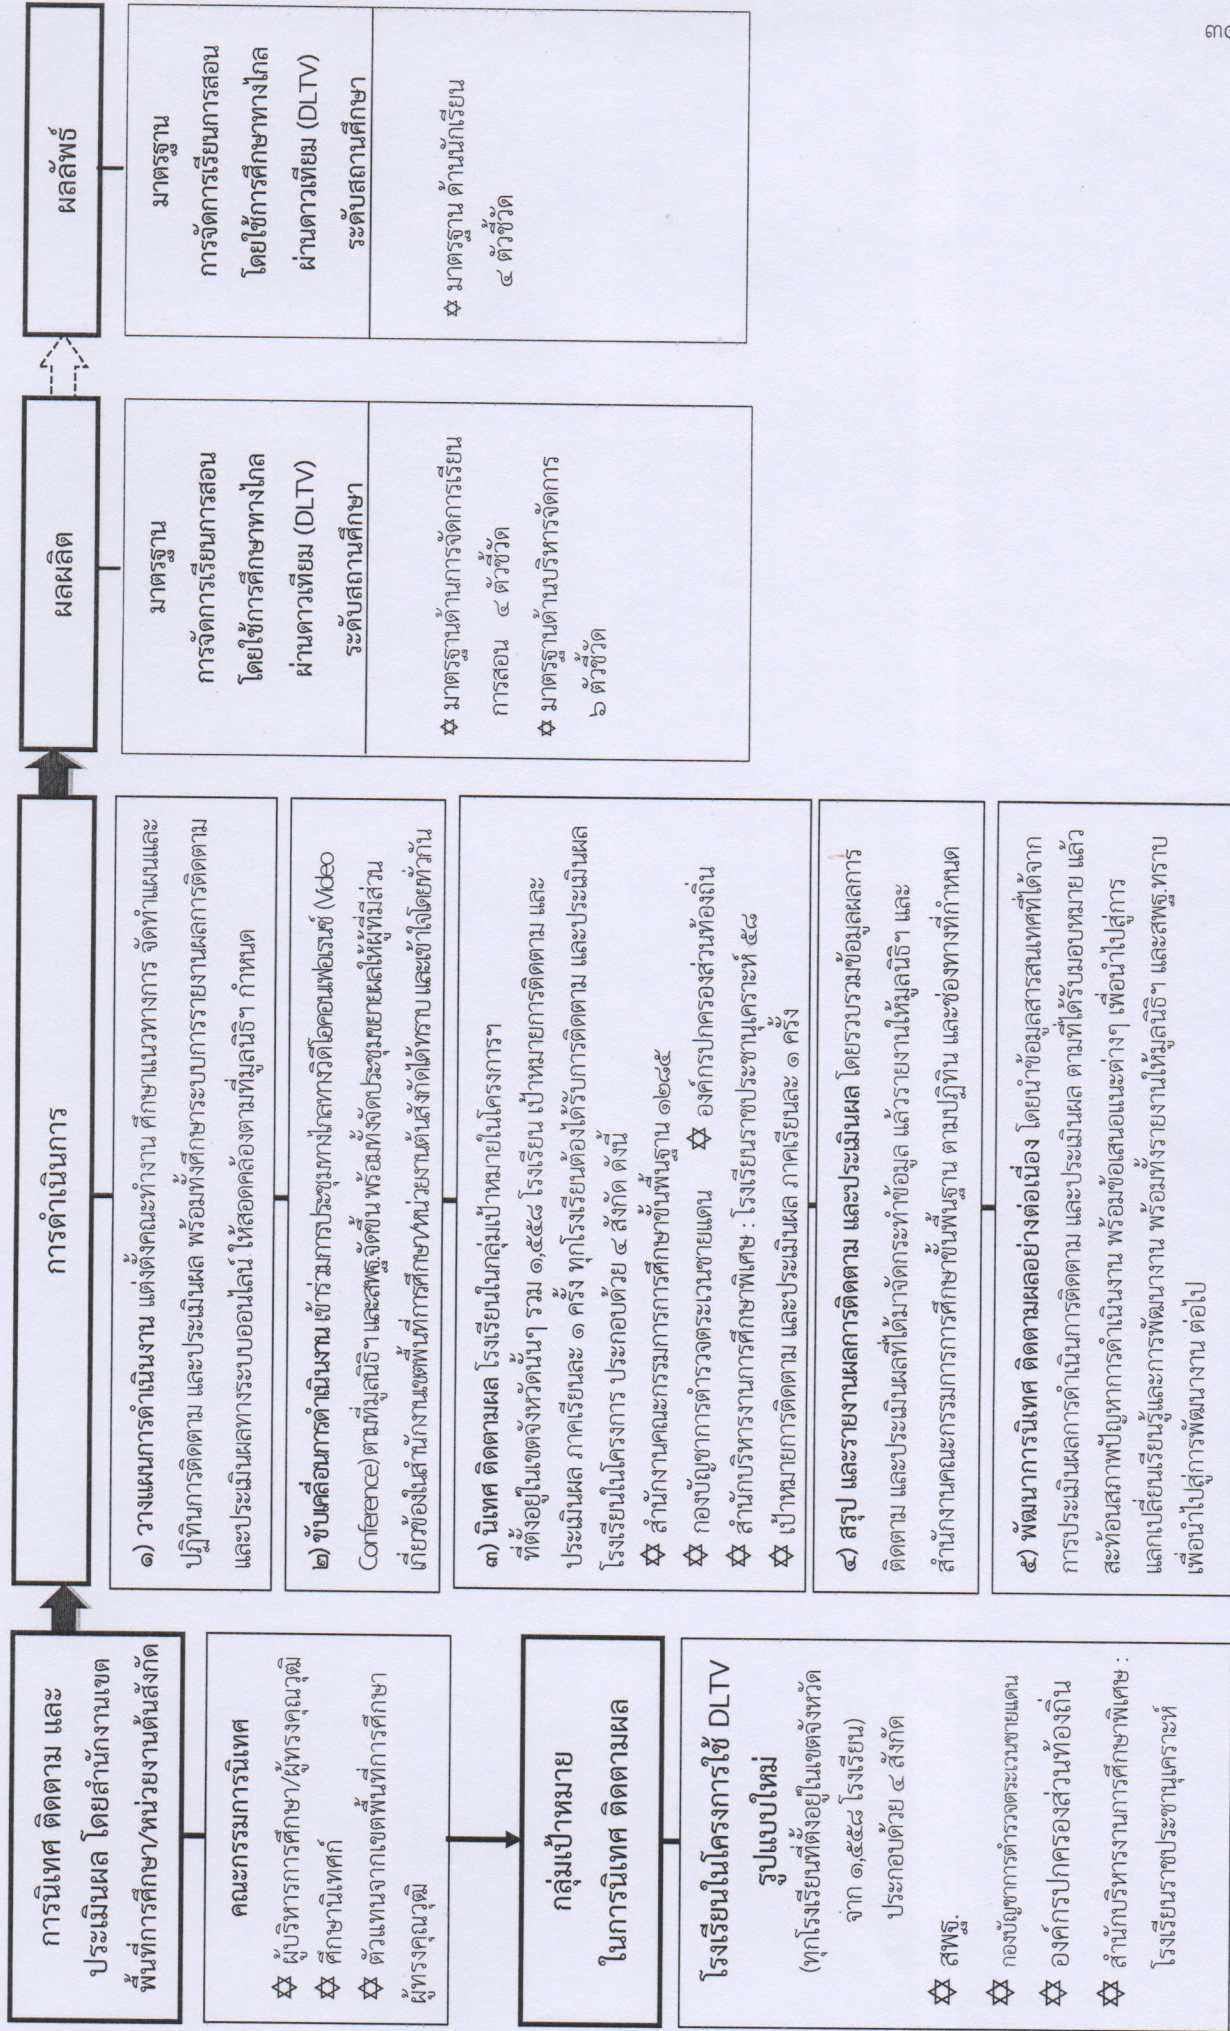 การนิเทศ ติดตาม และ
ประเมินผล โดยสำนักงานเขต
พื้นที่การศึกษา/หน่วยงานต้นสังกัด
คณะกรรมการนิเทศ
✡ ผู้บริหารการศึกษา/ผู้ทรงคุณวุฒิ
✡ ศึกษานิเทศก์
✡ ตัวแทนจากเขตพื้นที่การศึกษา
ผู้ทรงคุณวุฒิ
กลุ่มเป้าหมาย
ในการนิเทศ ติดตามผล
โรงเรียนในโครงการใช้ DLTV
รูปแบบใหม่
(ทุกโรงเรียนที่ตั้งอยู่ในเขตจังหวัด
จาก ๑,๕๕๘ โรงเรียน)
ประกอบด้วย ๔ สังกัด
✡ สพฐ.
✡ กองบัญชาการตำรวจตระเวนชายแดน
✡ องค์กรปกครองส่วนท้องถิ่น
✡ สำนักบริหารงานการศึกษาพิเศษ :
โรงเรียนราชประชานุเคราะห์
การดำเนินการ
๑) วางแผนการดำเนินงาน แต่งตั้งคณะทำงาน ศึกษาแนวทางการ จัดทำแผนและ
ปฏิทินการติดตาม และประเมินผล พร้อมทั้งศึกษาระบบการรายงานผลการติดตาม
และประเมินผลทางระบบออนไลน์ ให้สอดคล้องตามที่มูลนิธิฯ กำหนด
๒) ขับเคลื่อนการดำเนินงาน เข้าร่วมการประชุมทางไกลทางวีดีโอคอนเฟอเรนซ์ (Video
Conference) ตามที่มูลนิธิฯ และสพฐ.จัดขึ้น พร้อมทั้งจัดประชุมขยายผลให้ผู้ที่มีส่วน
เกี่ยวข้องในสำนักงานเขตพื้นที่การศึกษา/หน่วยงานต้นสังกัดได้ทราบ และเข้าใจโดยทั่วกัน
๓) นิเทศ ติดตามผล โรงเรียนในกลุ่มเป้าหมายในโครงการฯ
ที่ตั้งอยู่ในเขตจังหวัดนั้นๆ รวม ๑,๕๕๘ โรงเรียน เป้าหมายการติดตาม และ
ประเมินผล ภาคเรียนละ ๑ ครั้ง ทุกโรงเรียนต้องได้รับการติดตาม และประเมินผล
โรงเรียนในโครงการ ประกอบด้วย ๔ สังกัด ดังนี้
✡ สำนักงานคณะกรรมการการศึกษาขั้นพื้นฐาน ๑๒๘๕
✡ กองบัญชาการตำรวจตระเวนชายแดน ✡ องค์กรปกครองส่วนท้องถิ่น
✡ สำนักบริหารงานการศึกษาพิเศษ : โรงเรียนราชประชานุเคราะห์ ๕๘
✡ เป้าหมายการติดตาม และประเมินผล ภาคเรียนละ ๑ ครั้ง
๔) สรุป และรายงานผลการติดตาม และประเมินผล โดยรวบรวมข้อมูลผลการ
ติดตาม และประเมินผลที่ได้มาจัดกระทำข้อมูล แล้วรายงานให้มูลนิธิฯ และ
สำนักงานคณะกรรมการการศึกษาขั้นพื้นฐาน ตามปฏิทิน และช่องทางที่กำหนด
๕) พัฒนาการนิเทศ ติดตามผลอย่างต่อเนื่อง โดยนำข้อมูลสารสนเทศที่ได้จาก
การประเมินผลการดำเนินการติดตาม และประเมินผล ตามที่ได้รับมอบหมาย แล้ว
สะท้อนสภาพปัญหาการดำเนินงาน พร้อมข้อเสนอแนะต่างๆ เพื่อนำไปสู่การ
แลกเปลี่ยนเรียนรู้และการพัฒนางาน พร้อมทั้งรายงานให้มูลนิธิฯ และสพฐ.ทราบ
เพื่อนำไปสู่การพัฒนางาน ต่อไป
ผลผลิต
มาตรฐาน
การจัดการเรียนการสอน
โดยใช้การศึกษาทางไกล
ผ่านดาวเทียม (DLTV)
ระดับสถานศึกษา
✡ มาตรฐานด้านการจัดการเรียน
การสอน ๔ ตัวชี้วัด
✡ มาตรฐานด้านบริหารจัดการ
๖ ตัวชี้วัด
ผลลัพธ์
มาตรฐาน
การจัดการเรียนการสอน
โดยใช้การศึกษาทางไกล
ผ่านดาวเทียม (DLTV)
ระดับสถานศึกษา
✡ มาตรฐาน ด้านนักเรียน
๔ ตัวชี้วัด